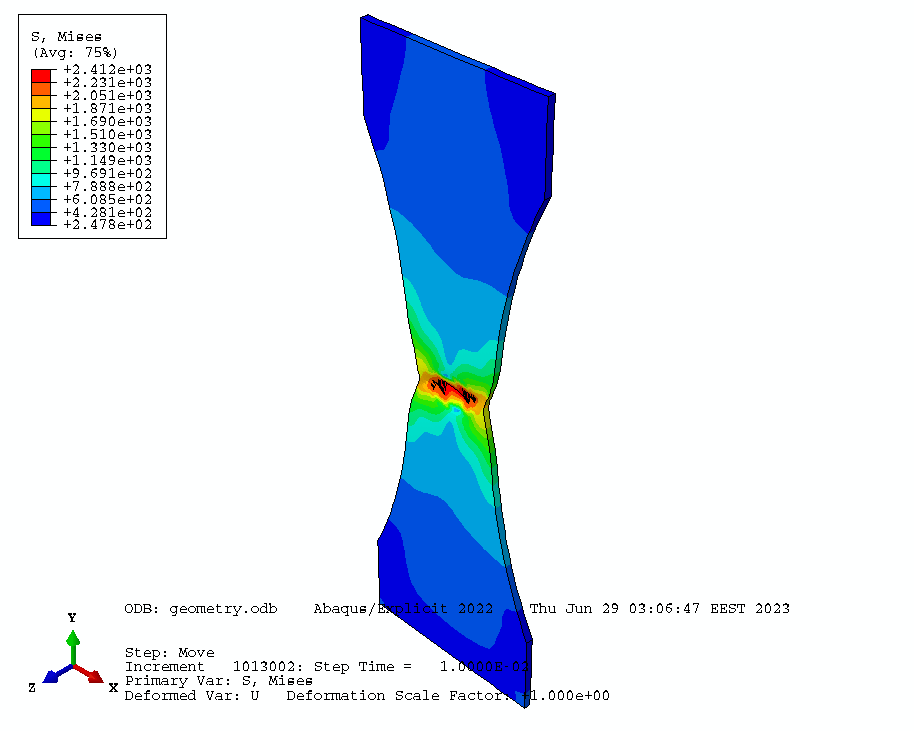 S, Mises
(Avg: 75%)
+2.412e+03
+2.231e+03
+2.051e+03
+1.871e+03
+1.690e+03
+1.510e+03
+1.330e+03
+1.149e+03
+9.691e+02
+7.888e+02
+6.085e+02
+4.281e+02
+2.478e+02
ODB: geometry.odb Abaqus/Explicit 2022 Thu Jun 29 03:06:47 EEST 2023
Y
Z
X
Step: Move
Increment 1013002: Step Time = 1.0000E-02
Primary Var: S, Mises
Deformed Var: U Deformation Scale Factor: +1.000e+00